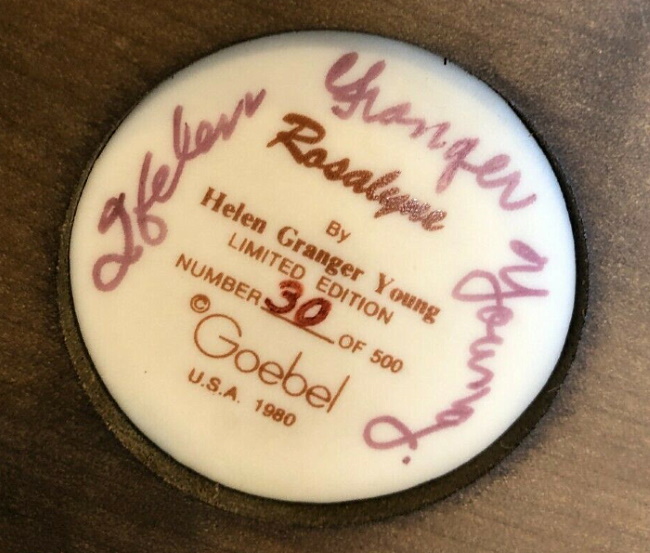 Helen Granger Young.
Rosalyne
By
Helen Granger Young
LIMITED EDITION
NUMBER 30 OF 500
© Goebel
U.S.A. 1980